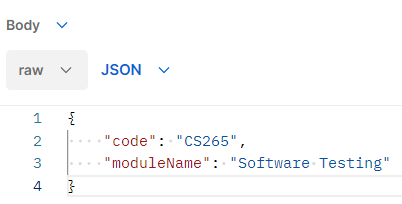 Body
raw JSON
1 {
2 "code": "CS265",
3 "moduleName": "Software Testing"
4 }